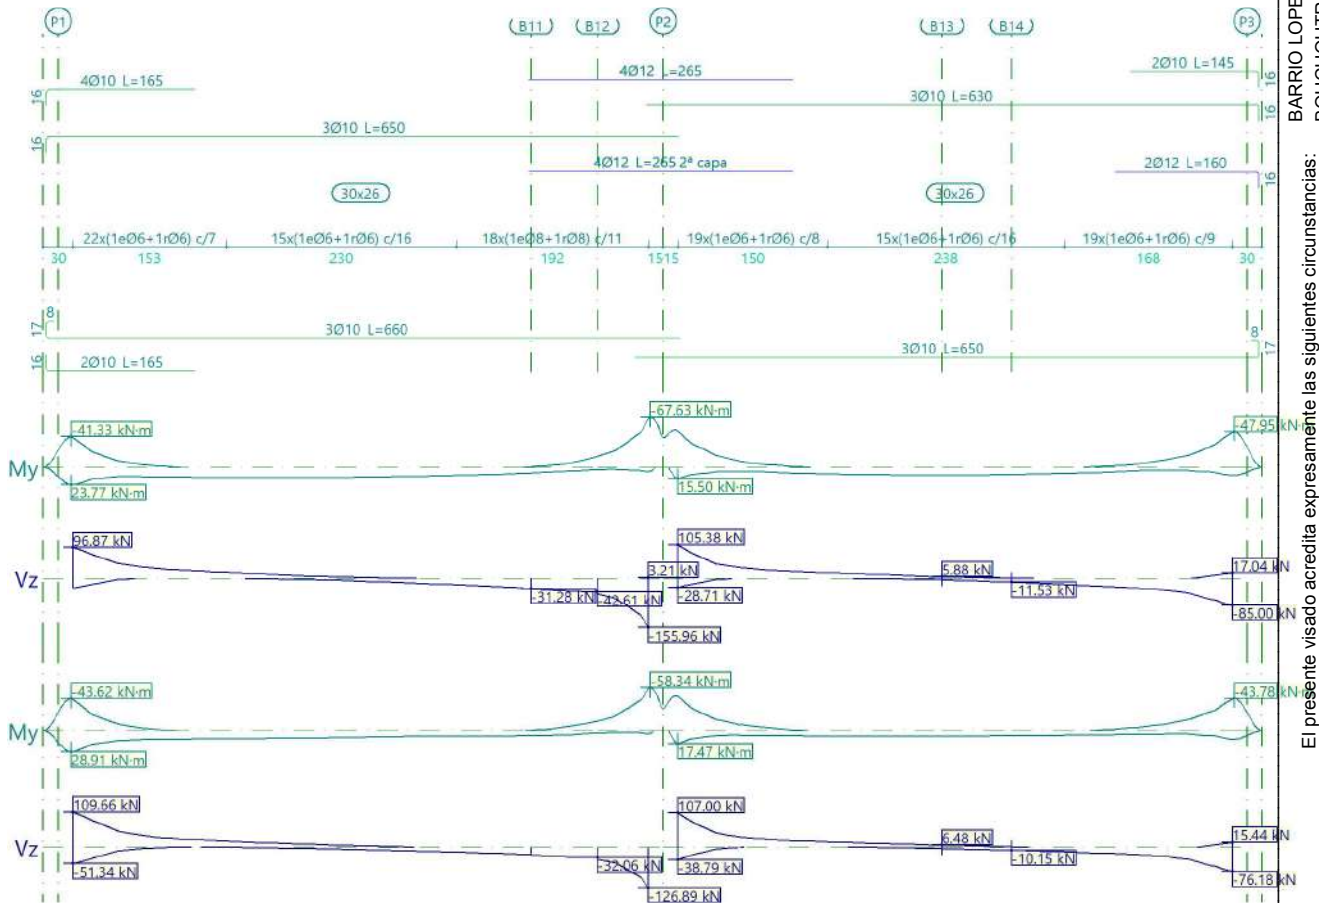 P1
B11
B12
P2
B13
B14
P3
4Ø10 L=165
4Ø12 L=265
2Ø10 L=145
16
16
3Ø10 L=630
16
3Ø10 L=650
16
4Ø12 L=265 2ª capa
2Ø12 L=160
16
30x26
30x26
22x(1eØ6+1rØ6) c/7
15x(1eØ6+1rØ6) c/16
18x(1eØ8+1rØ8) c/11
19x(1eØ6+1rØ6) c/8
15x(1eØ6+1rØ6) c/16
19x(1eØ6+1rØ6) c/9
30
153
230
192
1515
150
238
168
30
8
17
3Ø10 L=660
3Ø10 L=650
8
17
16
2Ø10 L=165
My
-41.33 kN·m
-67.63 kN·m
-47.95 kN·m
23.77 kN·m
15.50 kN·m
Vz
96.87 kN
105.38 kN
3.21 kN
5.88 kN
17.04 kN
-31.28 kN
-42.61 kN
-28.71 kN
-11.53 kN
-85.00 kN
-155.96 kN
My
-43.62 kN·m
-58.34 kN·m
-43.78 kN·m
28.91 kN·m
17.47 kN·m
Vz
109.66 kN
107.00 kN
6.48 kN
15.44 kN
-51.34 kN
-32.06 kN
-38.79 kN
-10.15 kN
-76.18 kN
-126.89 kN
BARRIO LOPE
El presente visado acredita expresamente las siguientes circunstancias: